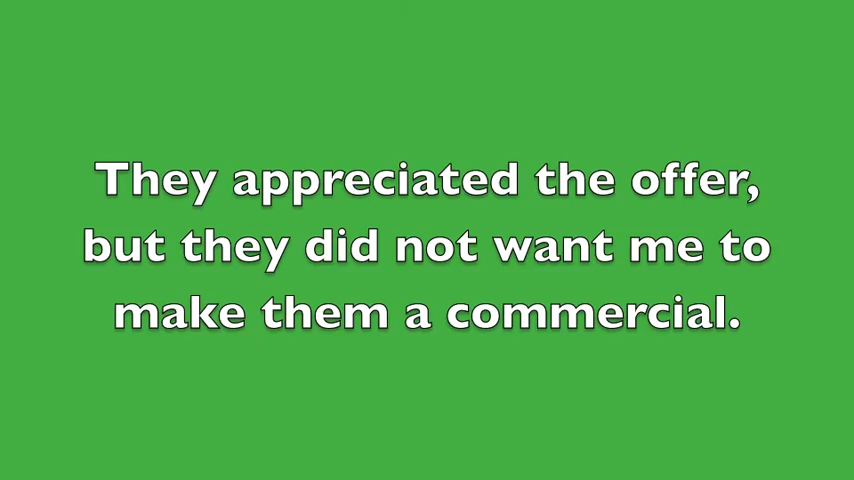 They appreciated the offer,
but they did not want me to
make them a commercial.